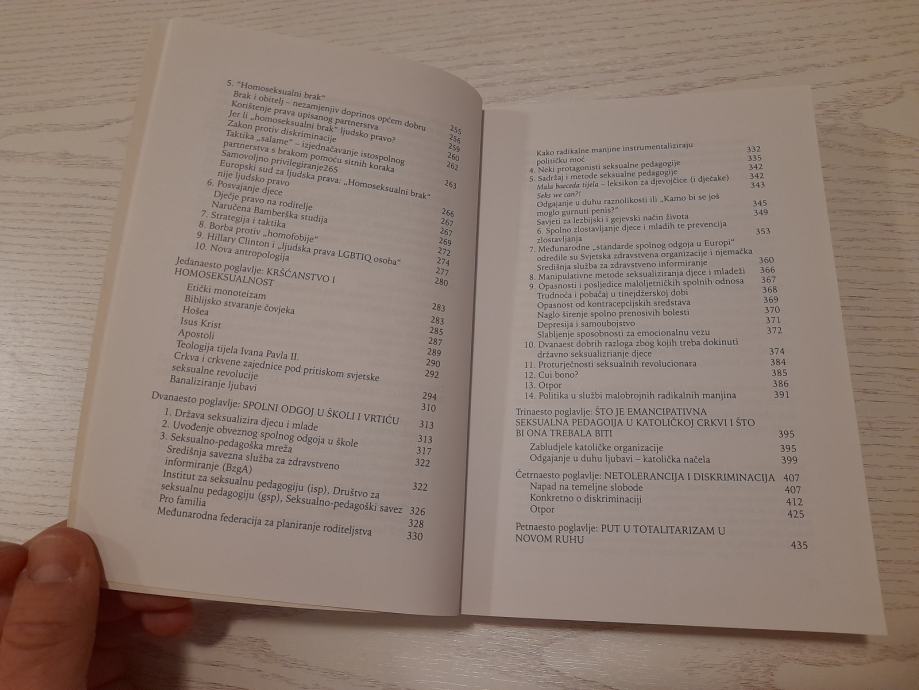 5. "Homoseksualni brak" 255
Brak i obitelj – nezamjenjiv doprinos općem dobru 256
Korištenje prava upisanog partnerstva 259
Jer li „homoseksualni brak" ljudsko pravo? 260
Zakon protiv diskriminacije 262
Taktika „salame" – izjednačavanje istospolnog
partnerstva s brakom pomoću sitnih koraka 263
Samovoljno privilegiranje265
Europski sud za ljudska prava: „Homoseksualni brak"
nije ljudsko pravo 266
6. Posvajanje djece 267
Dječje pravo na roditelje 267
Naručena Bamberška studija 269
7. Strategija i taktika 272
8. Borba protiv „homofobije" 274
9. Hillary Clinton i „ljudska prava LGBTIQ osoba" 277
10. Nova antropologija 280
Jedanaesto poglavlje: KRŠĆANSTVO I
HOMOSEKSUALNOST 283
Etički monoteizam 283
Biblijsko stvaranje čovjeka 285
Hošea 287
Isus Krist 289
Apostoli 290
Teologija tijela Ivana Pavla II. 292
Crkva i crkvene zajednice pod pritiskom svjetske
seksualne revolucije 294
Banaliziranje ljubavi 310
Dvanaesto poglavlje: SPOLNI ODGOJ U ŠKOLI I VRTIĆU 313
1. Država seksualizira djecu i mlade 313
2. Uvođenje obveznog spolnog odgoja u škole 317
3. Seksualno-pedagoška mreža 322
Središnja savezna služba za zdravstveno
informiranje (BzgA) 322
Institut za seksualnu pedagogiju (isp), Društvo za
seksualnu pedagogiju (gsp), Seksualno-pedagoški savez 326
Pro familia 328
Međunarodna federacija za planiranje roditeljstva 330
Kako radikalne manjine instrumentaliziraju
političku moć 332
4. Neki protagonisti seksualne pedagogije 335
5. Sadržaj i metode seksualne pedagogije 342
Mala barceda tijela – leksikon za djevojčice (i dječake) 342
Seks we can?! 343
Odgajanje u duhu raznolikosti ili „Kamo bi se još
moglo gurnuti penis?" 345
Savjeti za lezbijski i gejevski način života 349
6. Spolno zlostavljanje djece i mladih te prevencija
zlostavljanja 353
7. Međunarodne „standarde spolnog odgoja u Europi"
odredile su Svjetska zdravstvena organizacije i njemačka
Središnja služba za zdravstveno informiranje 360
8. Manipulativne metode seksualiziranja djece i mladeži 366
9. Opasnosti i posljedice maloljetničkih spolnih odnosa 367
Trudnoća i pobačaj u tinejdžerskoj dobi 368
Opasnost od kontracepcijskih sredstava 369
Naglo širenje spolno prenosivih bolesti 370
Depresija i samoubojstvo 371
Slabljenje sposobnosti za emocionalnu vezu 372
10. Dvanaest dobrih razloga zbog kojih treba dokinuti
državno seksualizrianje djece 374
11. Proturječnosti seksualnih revolucionara 384
12. Cui bono? 385
13. Otpor 386
14. Politika u službi malobrojnih radikalnih manjina 391
Trinaesto poglavlje: ŠTO JE EMANCIPATIVNA
SEKSUALNA PEDAGOIJA U KATOLIČKOJ CRKVI I ŠTO
BI ONA TREBALA BITI 395
Zabludjele katoličke organizacije 395
Odgajanje u duhu ljubavi – katolička načela 399
Četrnaesto poglavlje: NETOLERANCIJA I DISKRIMINACIJA 407
Napad na temeljne slobode 407
Konkretno o diskriminaciji 412
Otpor 425
Petnaesto poglavlje: PUT U TOTALITARIZAM U
NOVOM RUHU 435